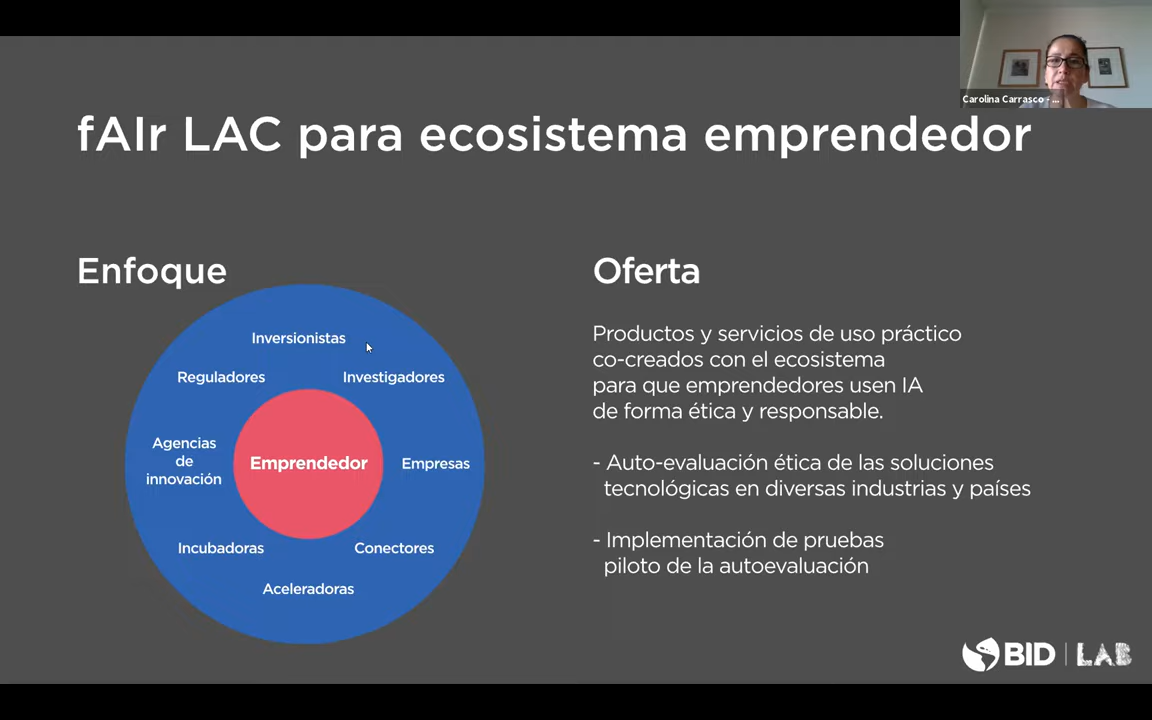 Carolina Carrasco - ...
fAIr LAC para ecosistema emprendedor
Enfoque
Inversionistas
Reguladores
Investigadores
Agencias
de
innovación
Emprendedor
Empresas
Incubadoras
Conectores
Aceleradoras
Oferta
Productos y servicios de uso práctico
co-creados con el ecosistema
para que emprendedores usen IA
de forma ética y responsable.
- Auto-evaluación ética de las soluciones
tecnológicas en diversas industrias y países
- Implementación de pruebas
piloto de la autoevaluación
BID | LAB